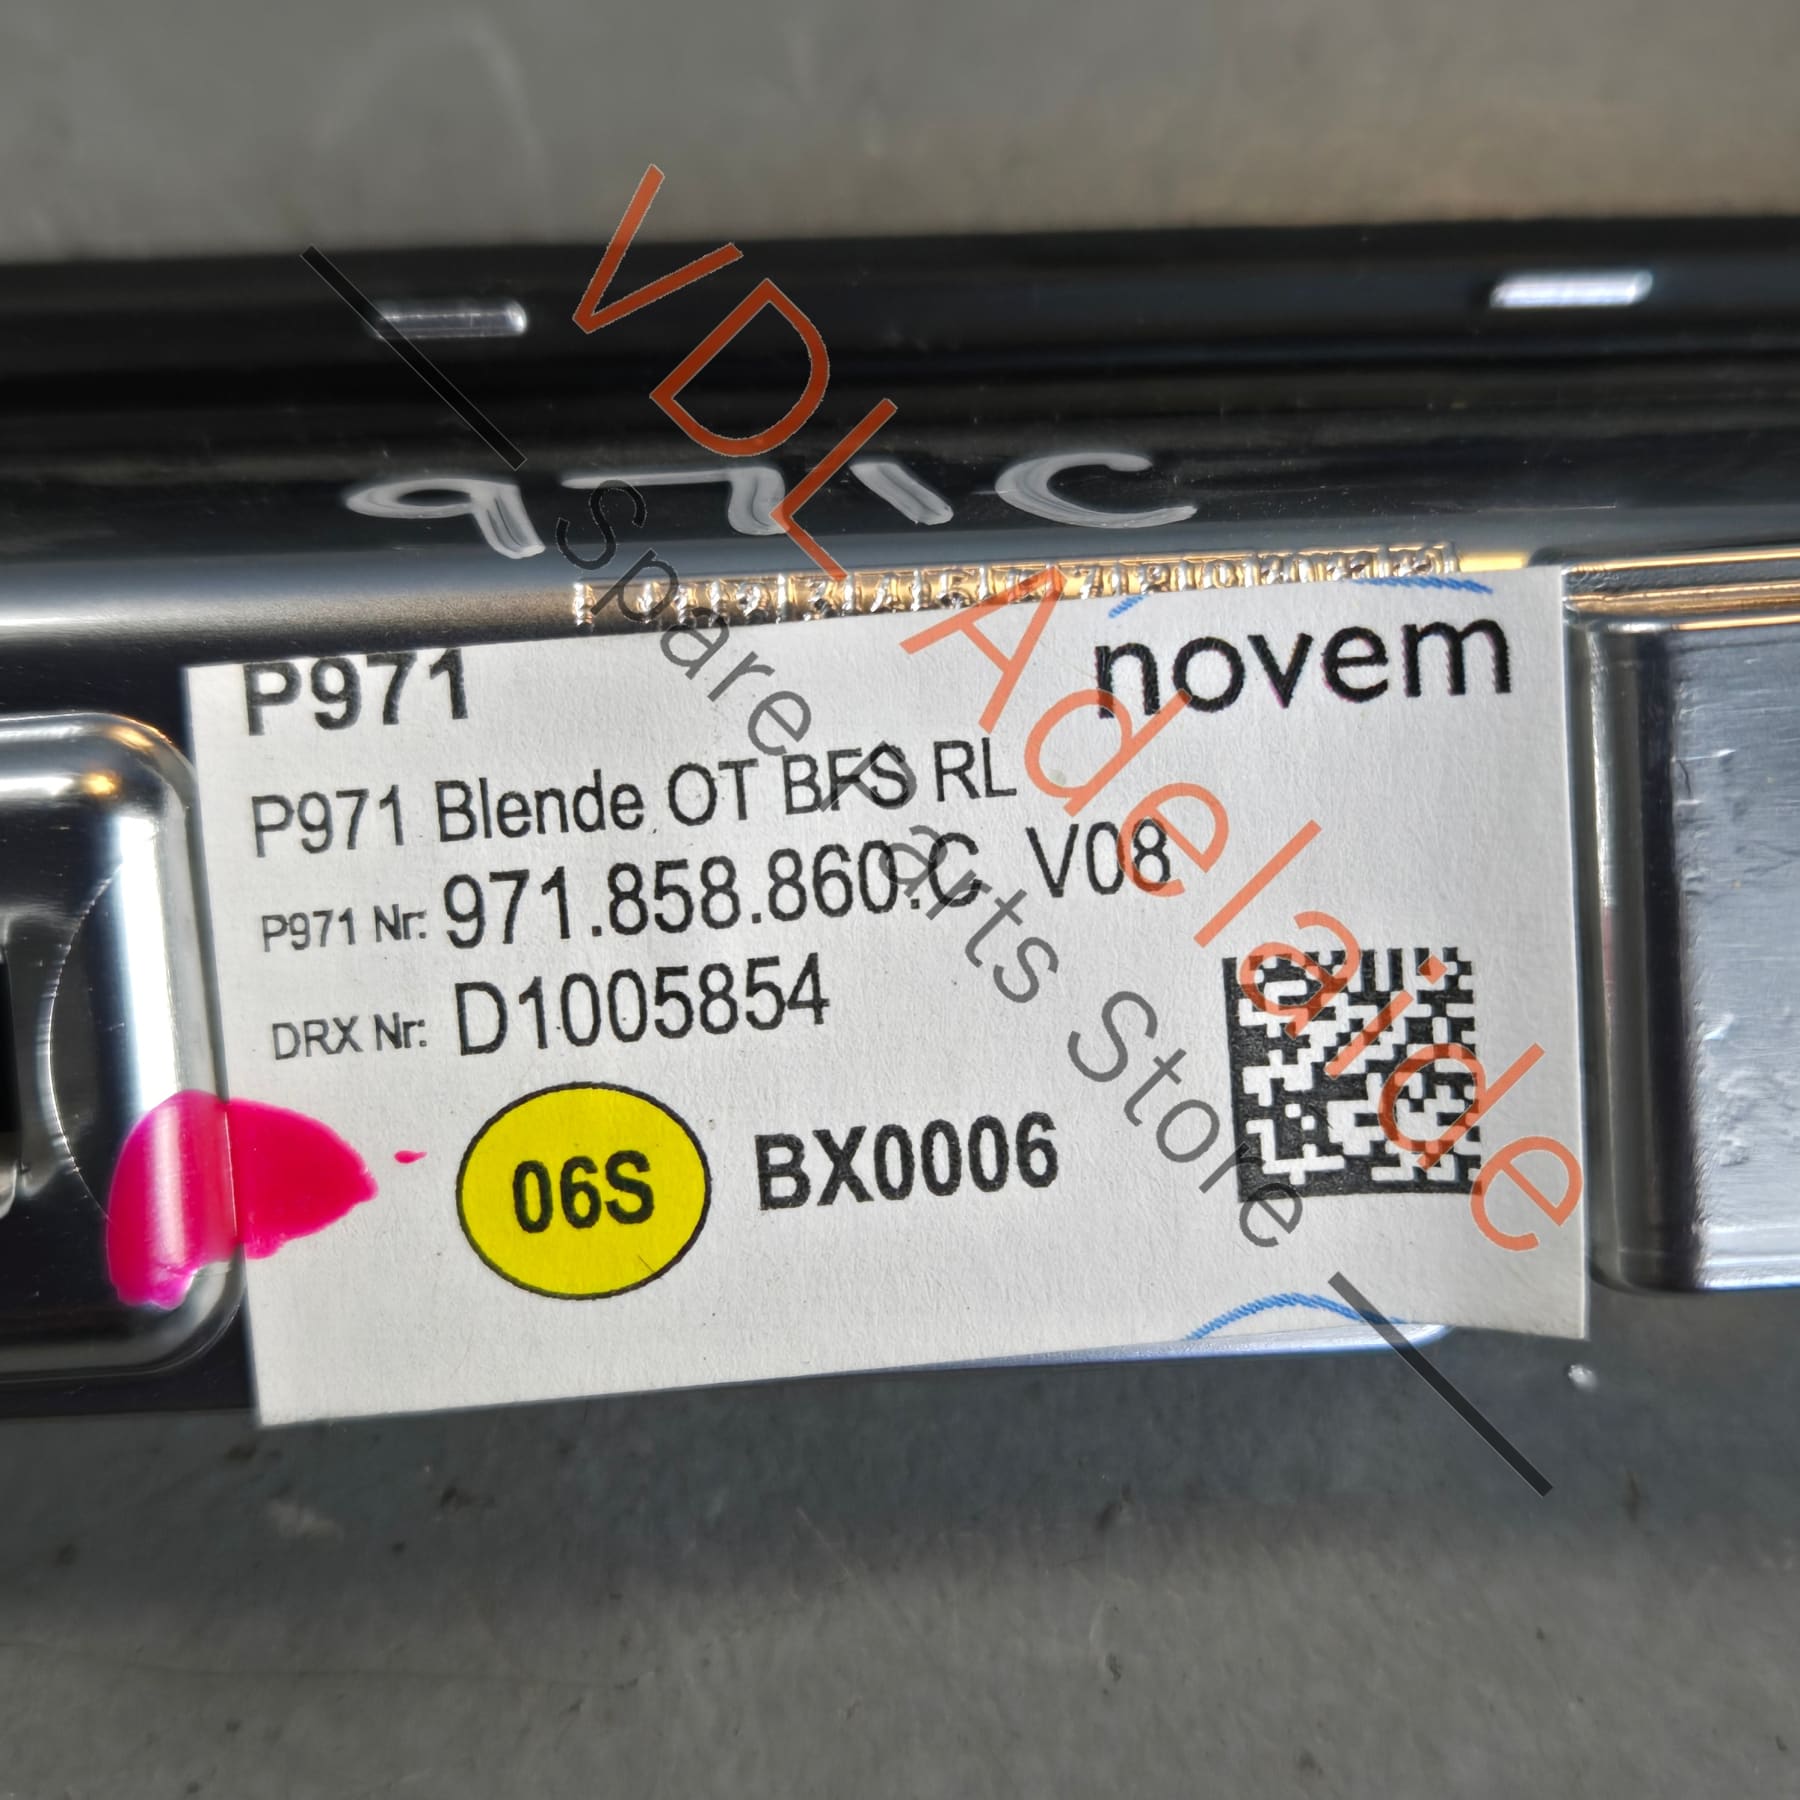 971C
P971
novem
P971 Blende OT BFS RL
P971 Nr: 971.858.860.C V08
DRX Nr: D1005854
06S
BX0006
VDL Adelaide
Spare Parts Store